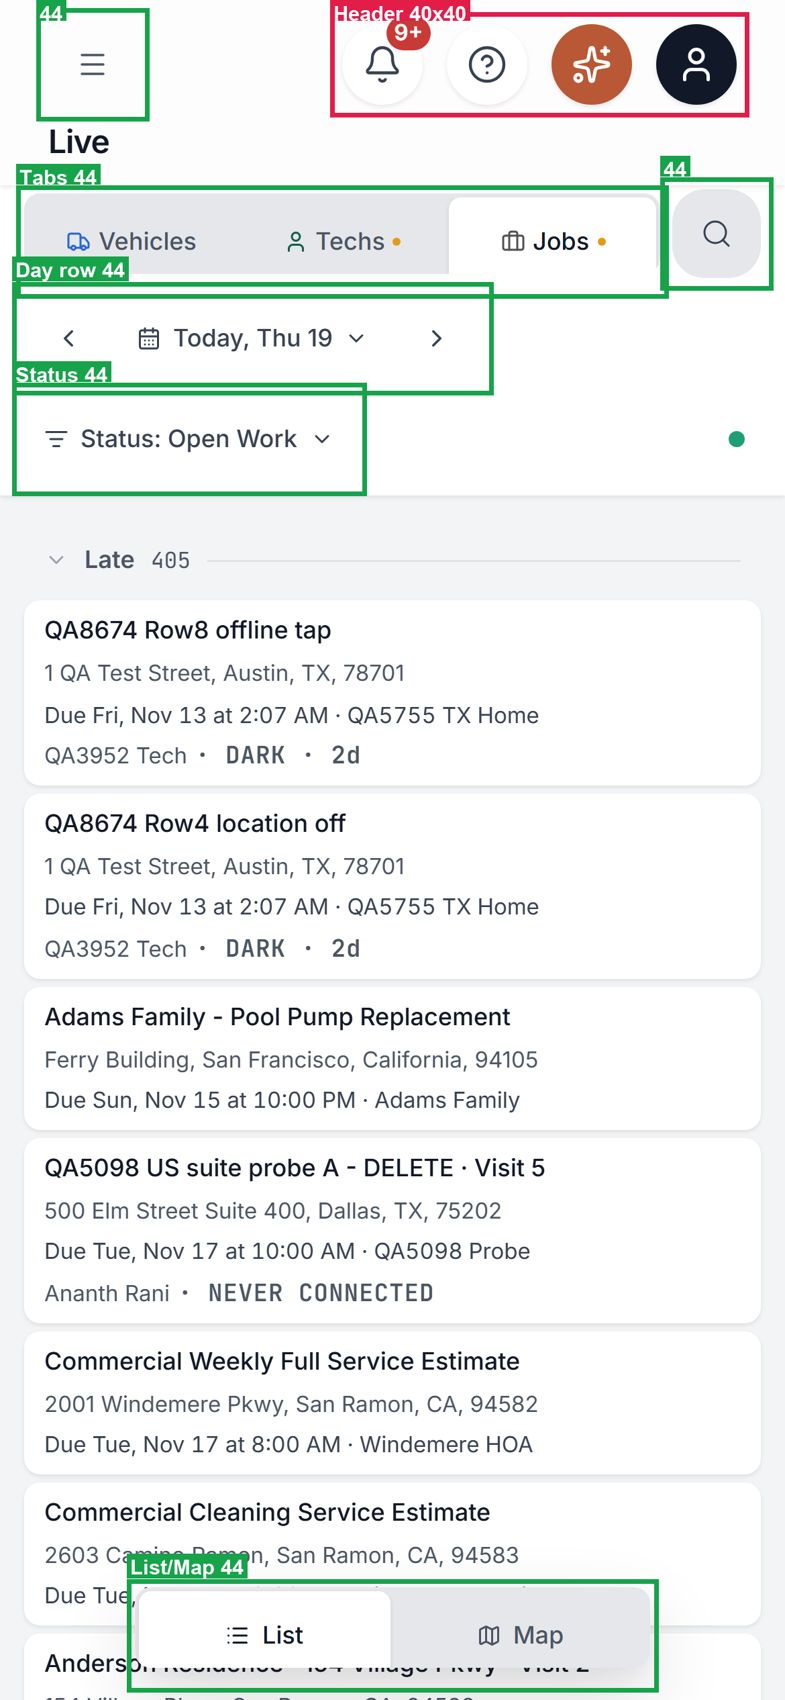 44
Header 40x40
9+
Live
Tabs 44
44
Vehicles
Techs
Jobs
Day row 44
Today, Thu 19
Status 44
Status: Open Work
Late 405
QA8674 Row8 offline tap
1 QA Test Street, Austin, TX, 78701
Due Fri, Nov 13 at 2:07 AM · QA5755 TX Home
QA3952 Tech · DARK · 2d
QA8674 Row4 location off
1 QA Test Street, Austin, TX, 78701
Due Fri, Nov 13 at 2:07 AM · QA5755 TX Home
QA3952 Tech · DARK · 2d
Adams Family - Pool Pump Replacement
Ferry Building, San Francisco, California, 94105
Due Sun, Nov 15 at 10:00 PM · Adams Family
QA5098 US suite probe A - DELETE · Visit 5
500 Elm Street Suite 400, Dallas, TX, 75202
Due Tue, Nov 17 at 10:00 AM · QA5098 Probe
Ananth Rani · NEVER CONNECTED
Commercial Weekly Full Service Estimate
2001 Windemere Pkwy, San Ramon, CA, 94582
Due Tue, Nov 17 at 8:00 AM · Windemere HOA
Commercial Cleaning Service Estimate
2603 Camino Ramon, San Ramon, CA, 94583
List/Map 44
Due Tue,
List
Map
Anderson Residence
Village Pkwy - Visit 2